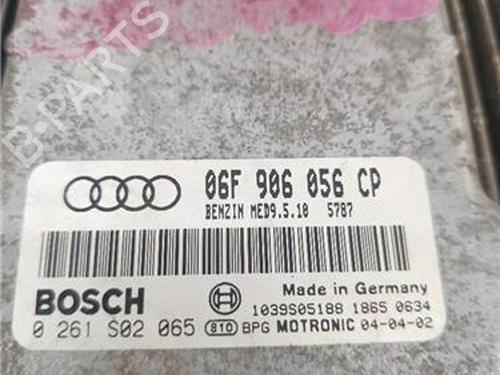 B-PARTS
06F 906 056 CP
BENZIN MED9.5.10 5787
BOSCH
Made in Germany
1039S05188 1865 0634
0 261 S02 065 810 BPG MOTRONIC 04-04-02